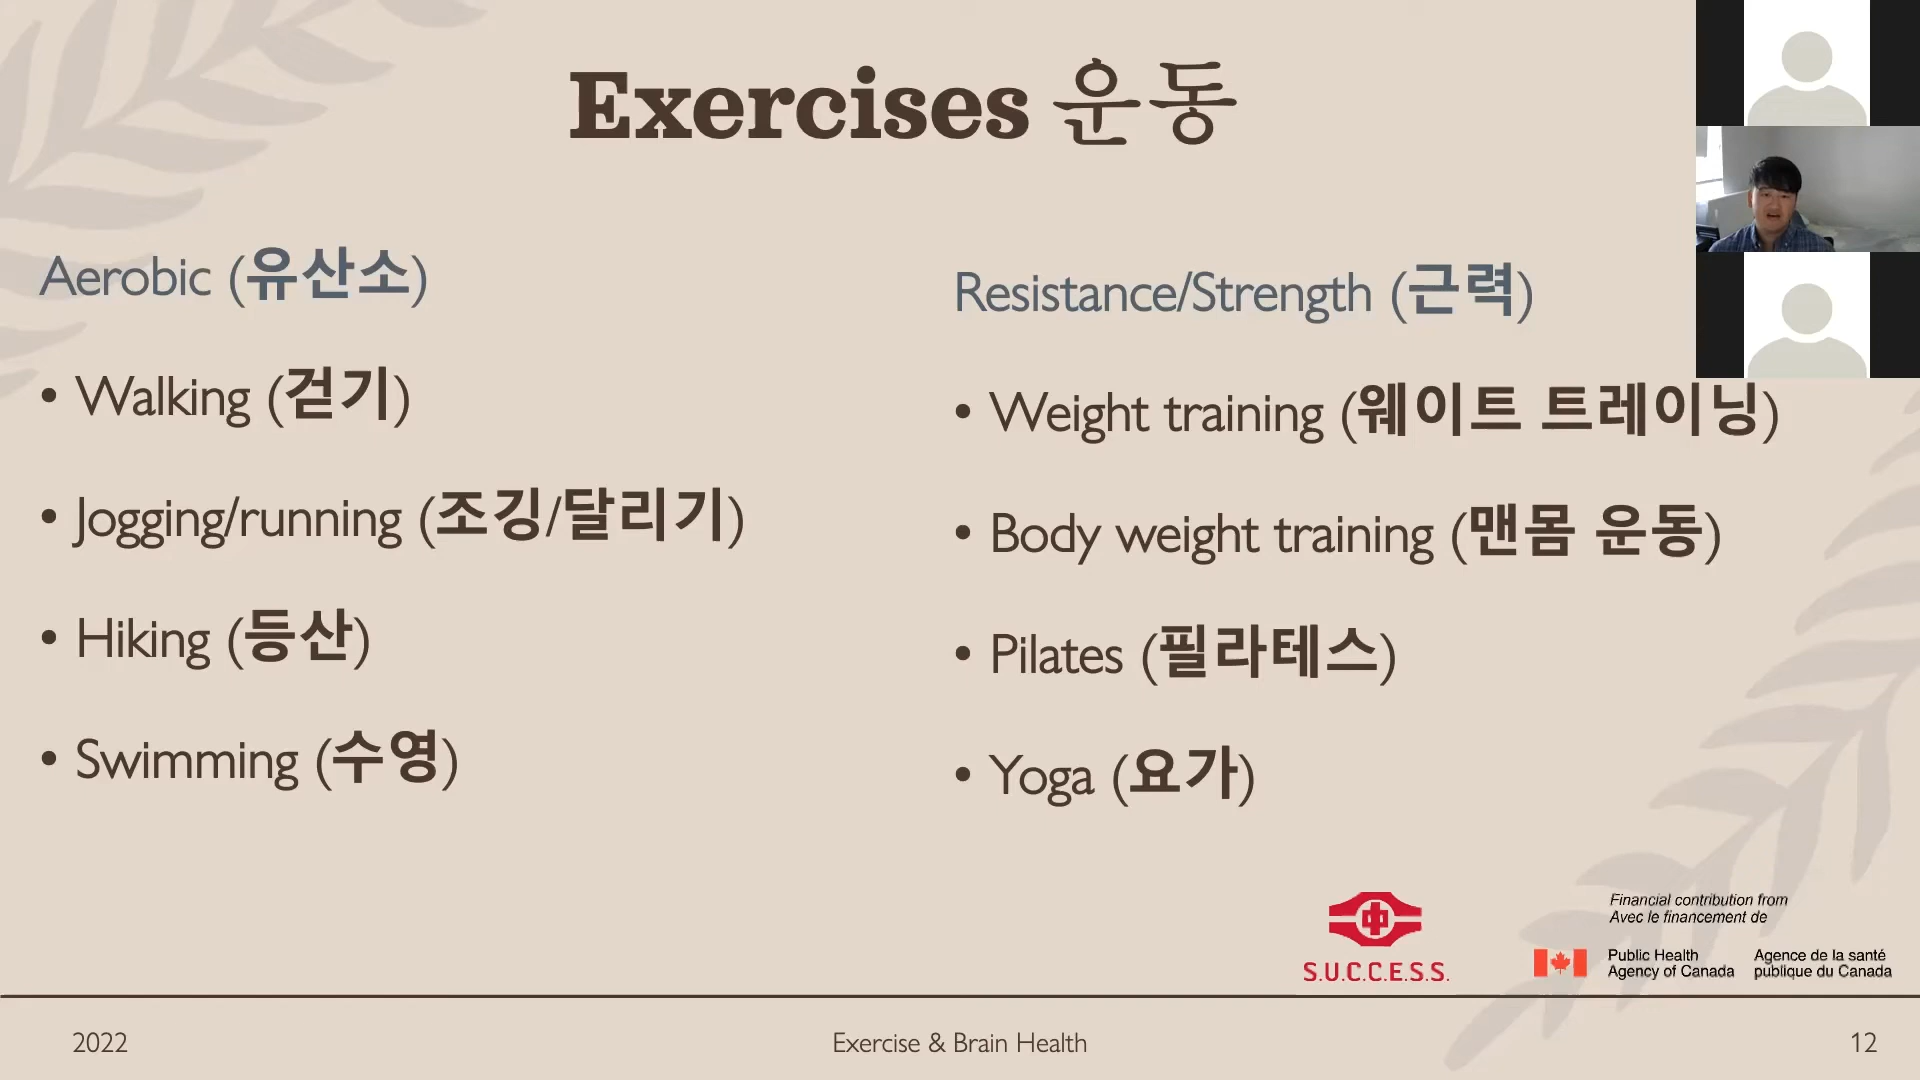 Exercises 운동
Aerobic (유산소)
• Walking (걷기)
• Jogging/running (조깅/달리기)
• Hiking (등산)
• Swimming (수영)
Resistance/Strength (근력)
• Weight training (웨이트 트레이닝)
• Body weight training (맨몸 운동)
• Pilates (필라테스)
• Yoga (요가)
中
S.U.C.C.E.S.S.
Financial contribution from
Avec le financement de
Public Health
Agency of Canada
Agence de la santé
publique du Canada
2022
Exercise & Brain Health
12